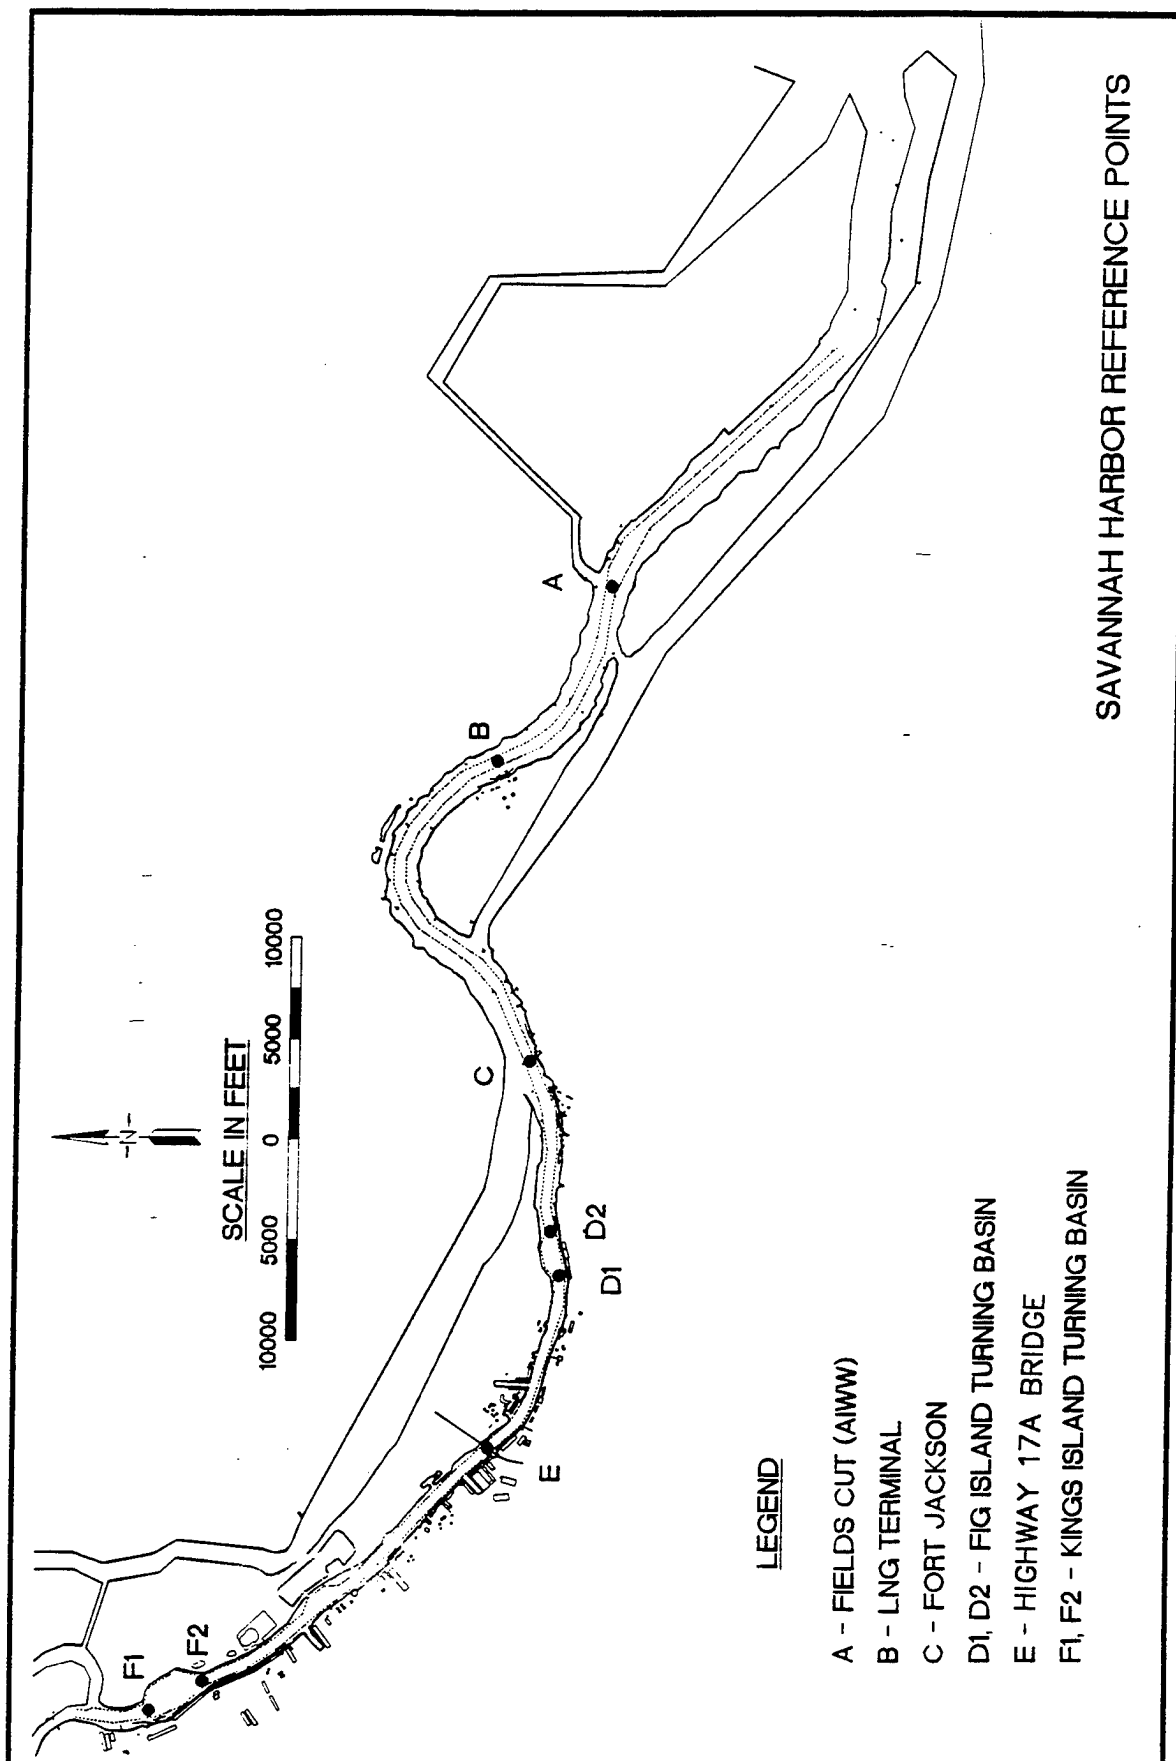 -N-
SCALE IN FEET
10000 5000 0 5000 10000
F1
F2
E
D1
D2
C
B
A
LEGEND
A - FIELDS CUT (AIWW)
B - LNG TERMINAL
C - FORT JACKSON
D1, D2 - FIG ISLAND TURNING BASIN
E - HIGHWAY 17A BRIDGE
F1, F2 - KINGS ISLAND TURNING BASIN
SAVANNAH HARBOR REFERENCE POINTS